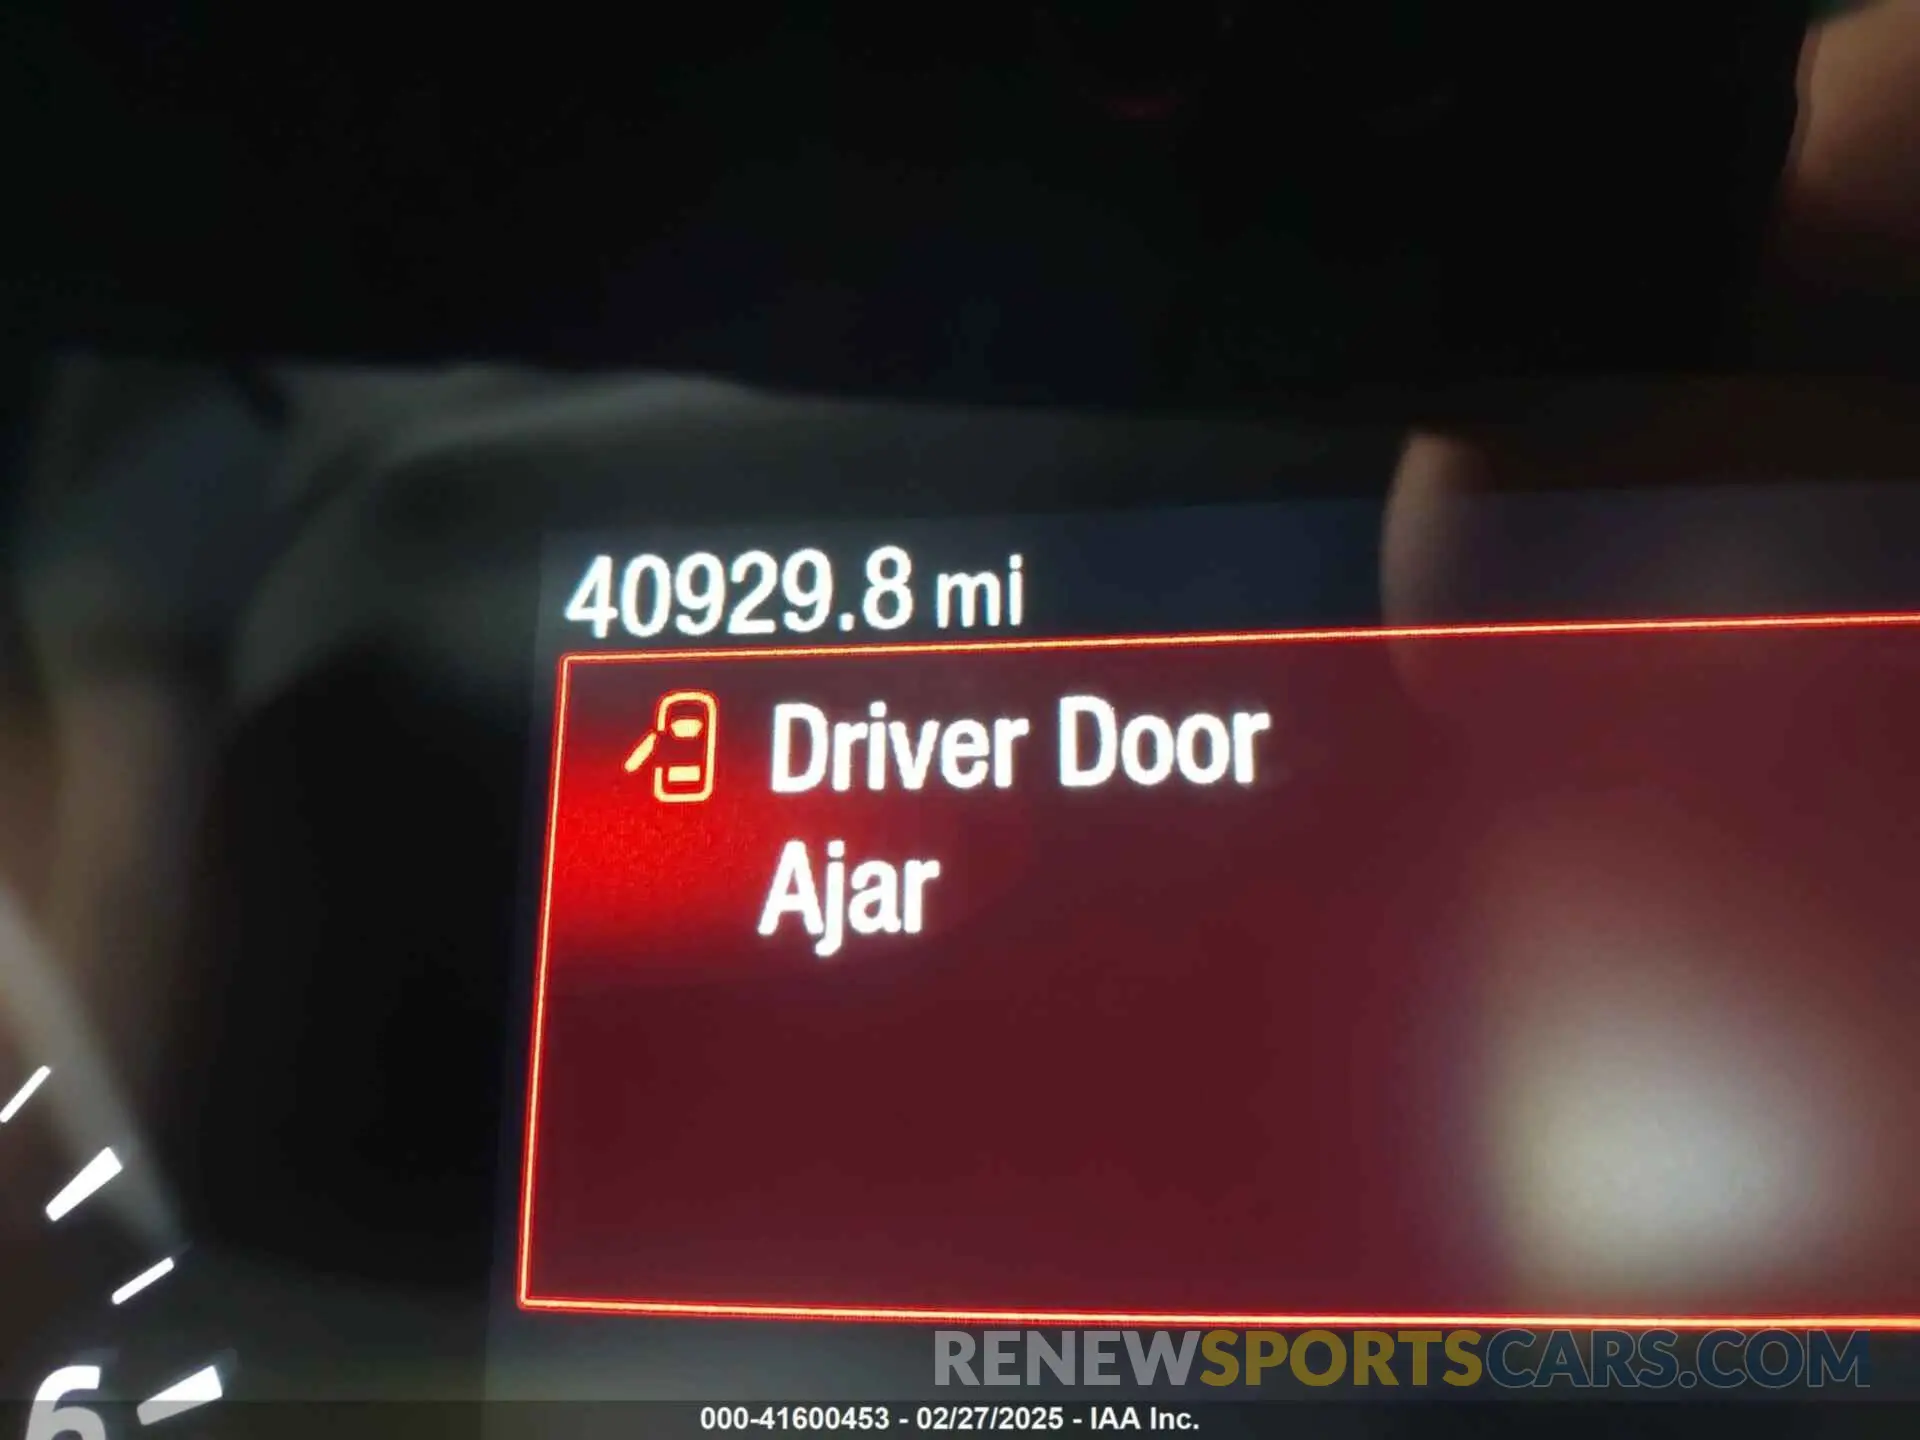 40929.8 mi
Driver Door
Ajar
6
RENEWSPORTSCARS.COM
000-41600453 - 02/27/2025 - IAA Inc.